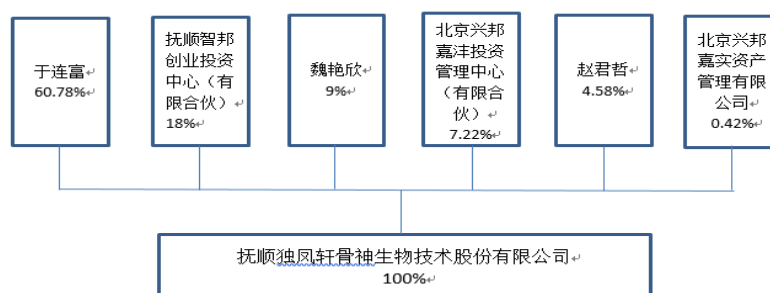 于连富
60.78%
抚顺智邦
创业投资
中心（有
限合伙）
18%
魏艳欣
9%
北京兴邦
嘉沣投资
管理中心
（有限合
伙）
7.22%
赵君哲
4.58%
北京兴邦
嘉实资产
管理有限
公司
0.42%
抚顺独凤轩骨神生物技术股份有限公司
100%